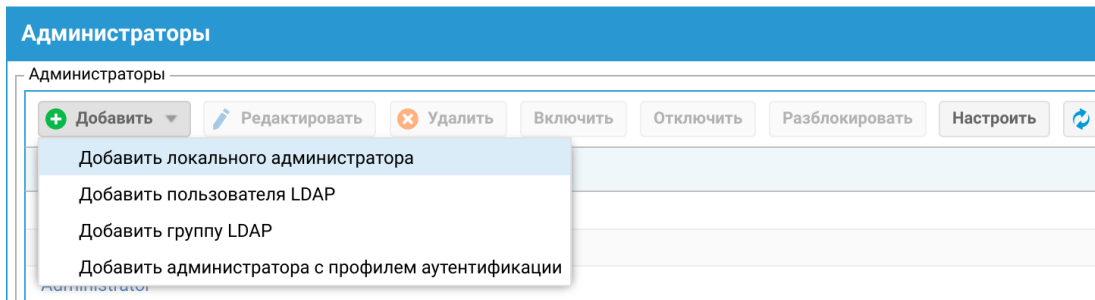 Администраторы
Администраторы
Добавить Редактировать Удалить Включить Отключить Разблокировать Настроить
Добавить локального администратора
Добавить пользователя LDAP
Добавить группу LDAP
Добавить администратора с профилем аутентификации
Administrator